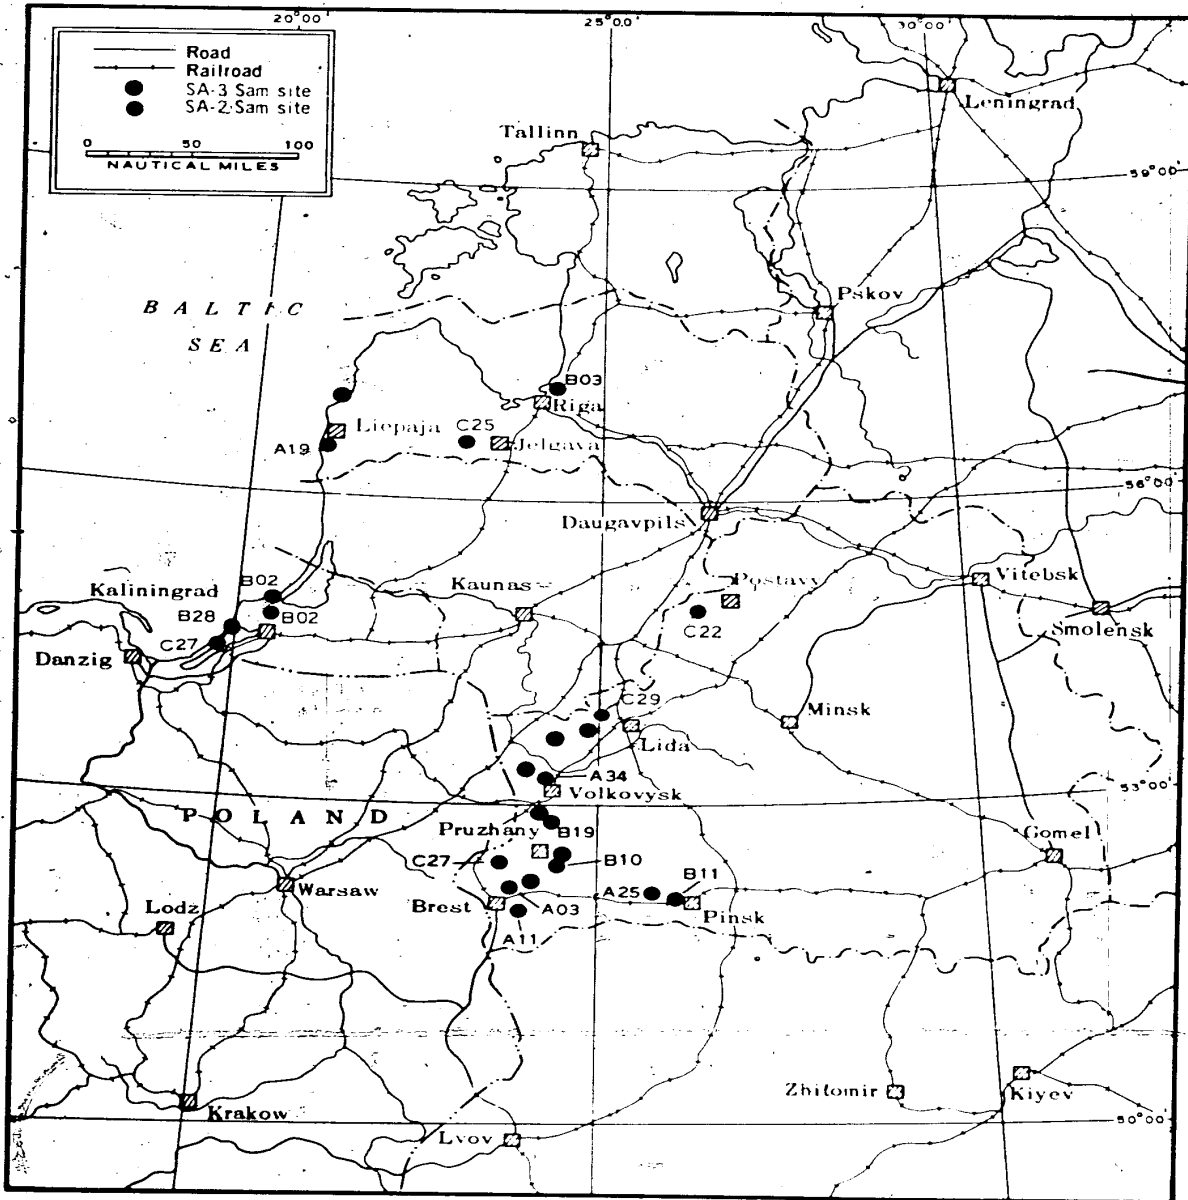 20°00'
25°00'
30°00'
Road
Railroad
SA-3 Sam site
SA-2 Sam site
0 50 100
NAUTICAL MILES
Leningrad
Tallinn
59°00'
Pskov
BALTIC
SEA
B03
Riga
Liepaja
C25
A19
Jelgava
56°00'
Daugavpils
Kaliningrad
B02
Kaunas
Postavy
Vitebsk
B28
B02
C22
Smolensk
C27
Danzig
C29
Minsk
Lida
A34
Volkovysk
53°00'
POLAND
Pruzhany
B19
Gomel
C27
B10
B11
Warsaw
A25
Brest
A03
Pinsk
Lodz
A11
Zhitomir
Kiyev
Krakow
50°00'
Lvov